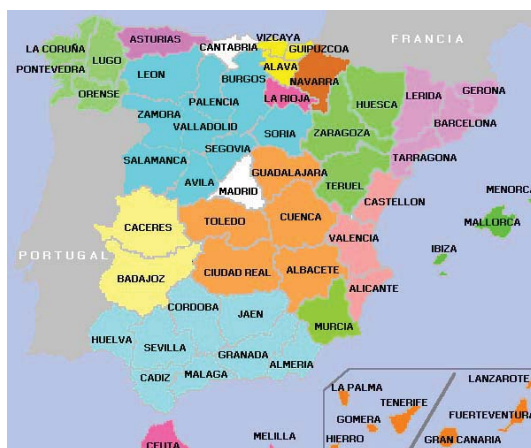 ASTURIAS
CANTABRIA
VIZCAYA
GUIPUZCOA
FRANCIA
LA CORUÑA
LUGO
PONTEVEDRA
ORENSE
LEON
BURGOS
ALAVA
NAVARRA
LA RIOJA
PALENCIA
HUESCA
LERIDA
GERONA
BARCELONA
ZAMORA
VALLADOLID
SORIA
ZARAGOZA
TARRAGONA
SEGOVIA
SALAMANCA
AVILA
MADRID
GUADALAJARA
TERUEL
CASTELLON
MENORCA
MALLORCA
CACERES
TOLEDO
CUENCA
VALENCIA
IBIZA
PORTUGAL
BADAJOZ
CIUDAD REAL
ALBACETE
ALICANTE
CORDOBA
JAEN
MURCIA
HUELVA
SEVILLA
GRANADA
ALMERIA
CADIZ
MALAGA
LA PALMA
TENERIFE
LANZAROTE
GOMERA
FUERTEVENTURA
HIERRO
GRAN CANARIA
CEUTA
MELILLA